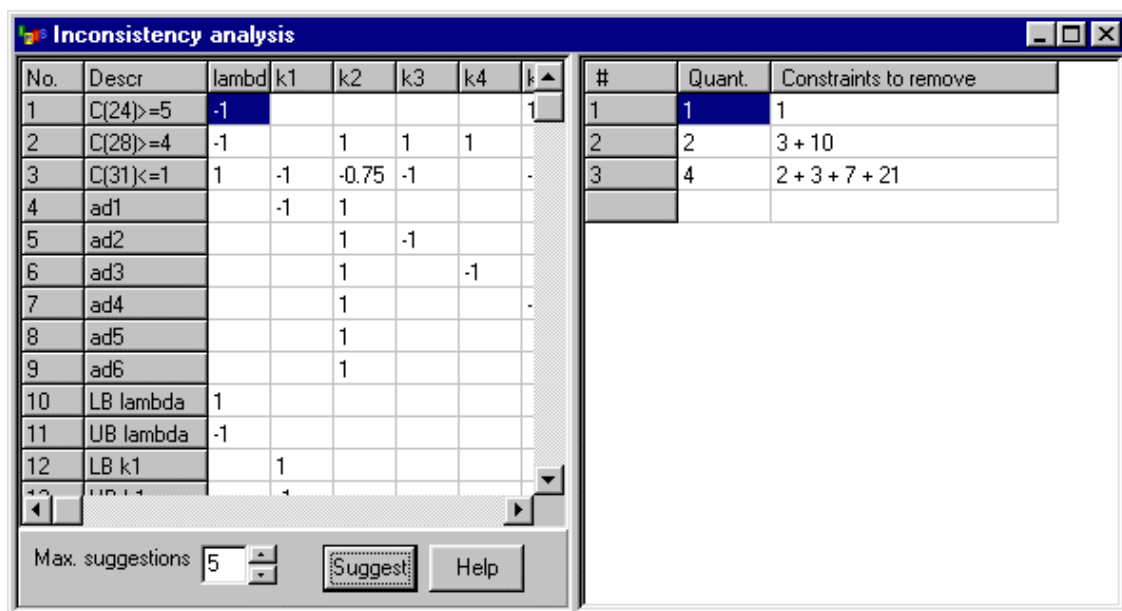 Inconsistency analysis
No. Descr lambd k1 k2 k3 k4
1 C(24)>=5 -1 1
2 C(28)>=4 -1 1 1 1
3 C(31)<=1 1 -1 -0.75 -1 -
4 ad1 -1 1
5 ad2 1 -1
6 ad3 1 -1
7 ad4 1 -
8 ad5 1
9 ad6 1
10 LB lambda 1
11 UB lambda -1
12 LB k1 1
Max. suggestions 5 Suggest Help
# Quant. Constraints to remove
1 1 1
2 2 3 + 10
3 4 2 + 3 + 7 + 21